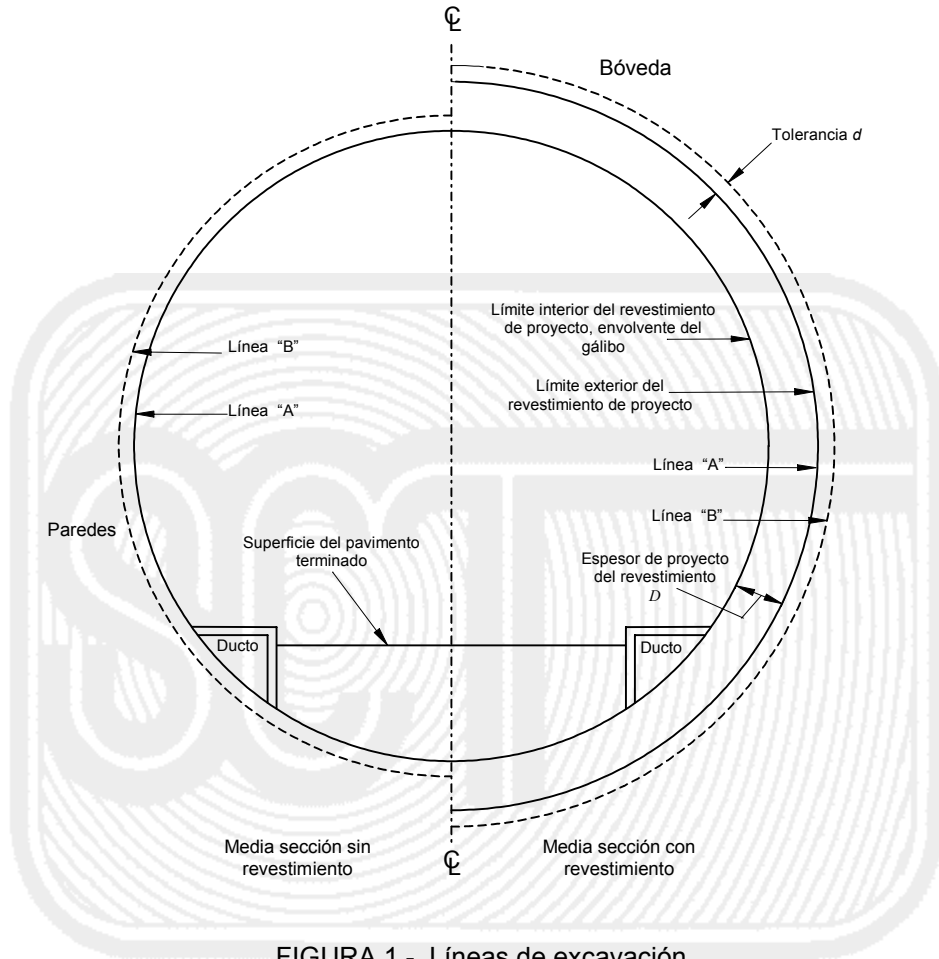 ℄
Bóveda
Tolerancia d
Límite interior del revestimiento
de proyecto, envolvente del
gálibo
Línea “B”
Límite exterior del
revestimiento de proyecto
Línea “A”
Línea “A”
Línea “B”
Paredes
Superficie del pavimento
terminado
Espesor de proyecto
del revestimiento
D
Ducto
Ducto
Media sección sin
revestimiento
℄
Media sección con
revestimiento
SCT
FIGURA 1.- Líneas de excavación